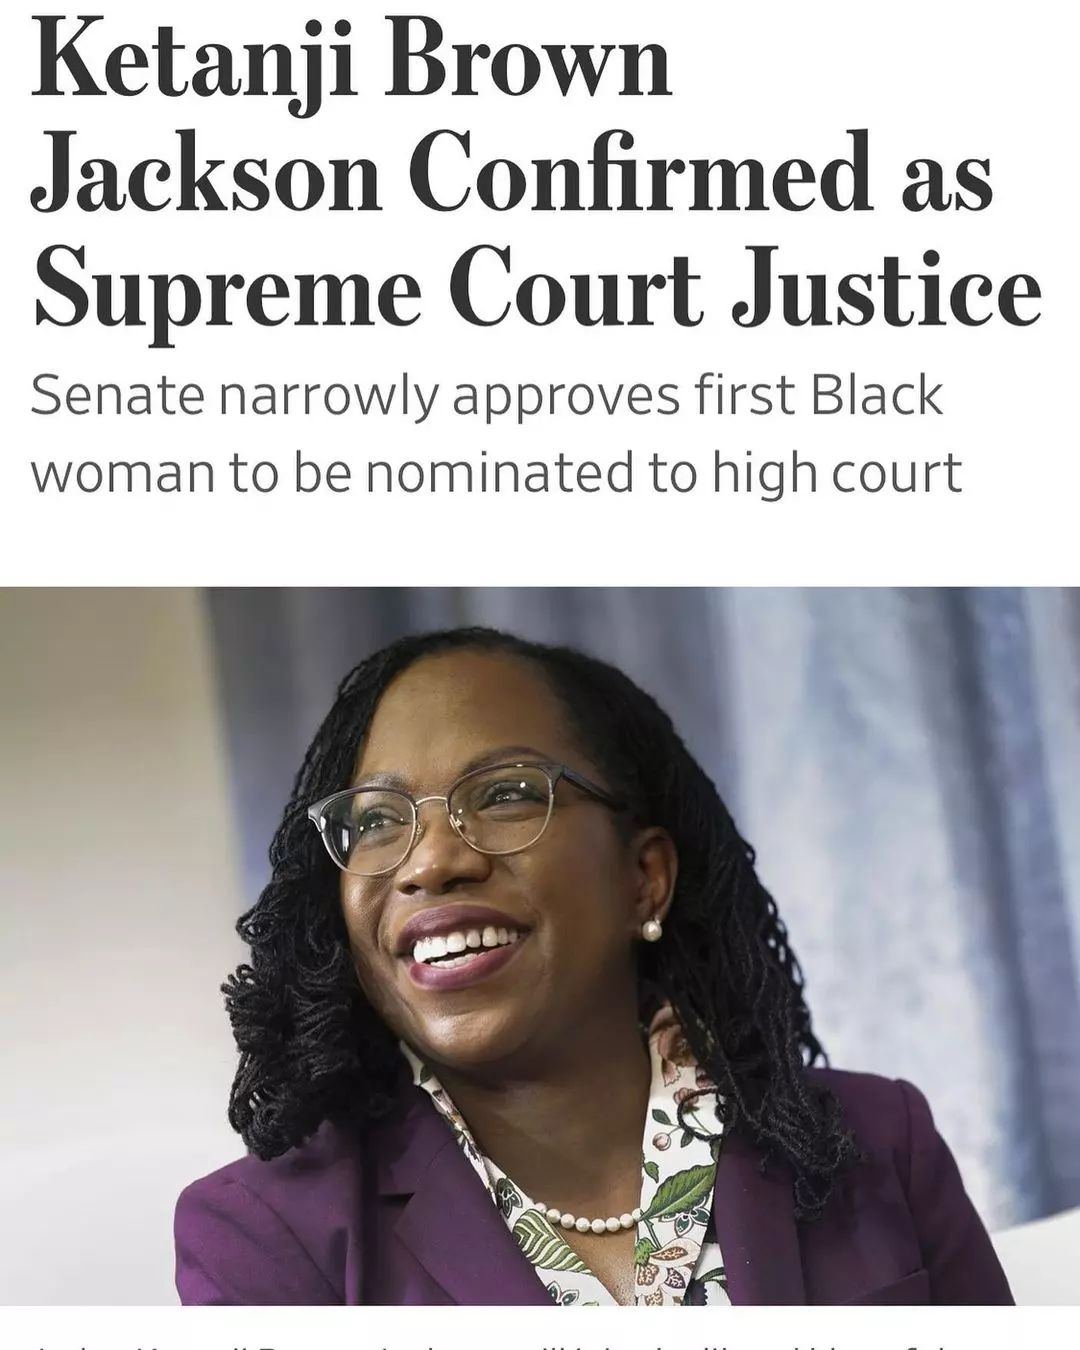 Ketanji Brown
Jackson Confirmed as
Supreme Court Justice
Senate narrowly approves first Black
woman to be nominated to high court